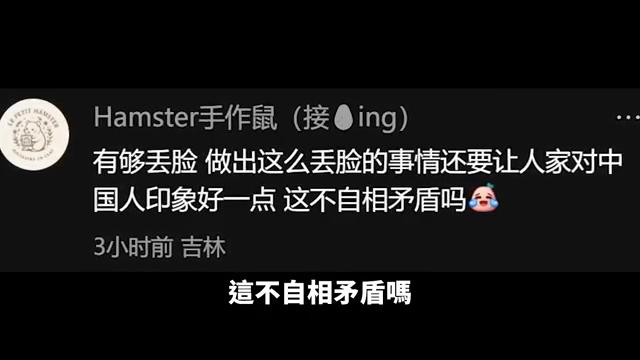 LE PETIT HAMSTER
Hamster手作鼠（接🥚ing）
有够丢脸 做出这么丢脸的事情还要让人家对中
国人印象好一点 这不自相矛盾吗
3小时前 吉林
這不自相矛盾嗎